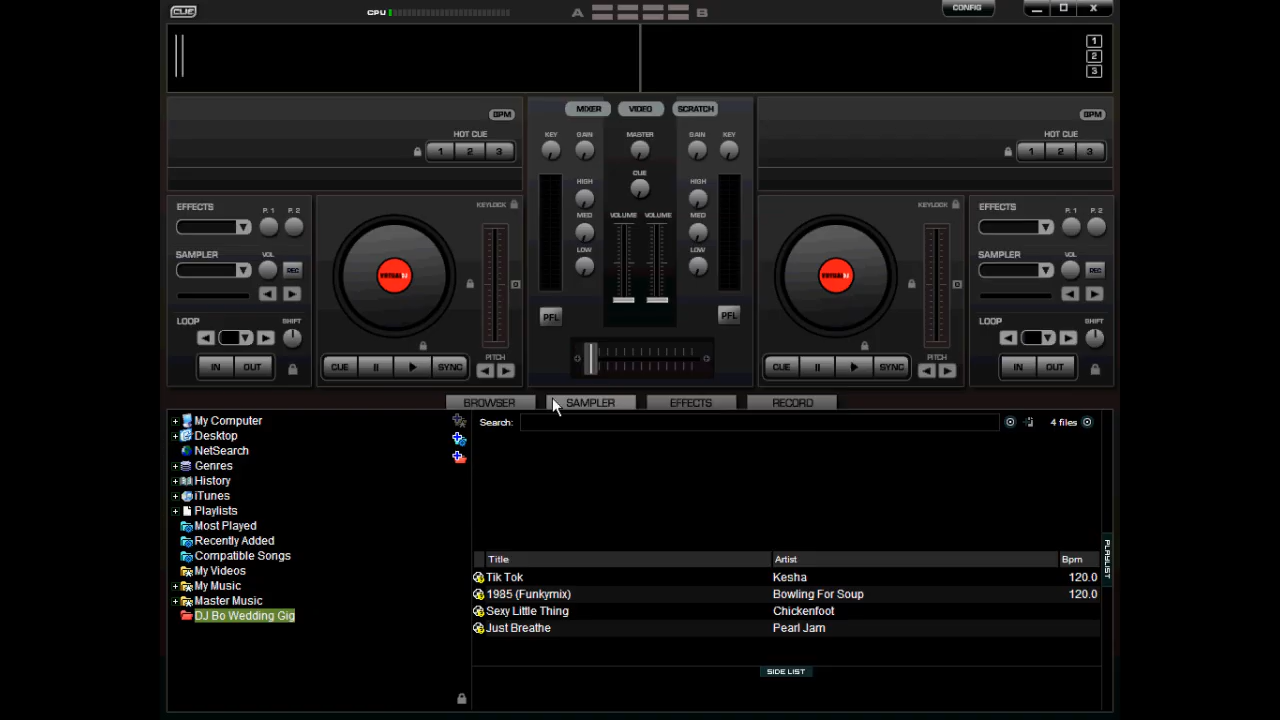 CUE
CPU
A
B
CONFIG
X
1
2
3
MIXER VIDEO SCRATCH
BPM
BPM
HOT CUE
1 2 3
HOT CUE
1 2 3
KEY GAIN MASTER GAIN KEY
CUE
HIGH HIGH
MED VOLUME VOLUME MED
LOW LOW
PFL PFL
EFFECTS P. 1 P. 2
SAMPLER VOL
REC
LOOP SHIFT
IN OUT
KEYLOCK
CUE SYNC
PITCH
KEYLOCK
CUE SYNC
PITCH
EFFECTS P. 1 P. 2
SAMPLER VOL
REC
LOOP SHIFT
IN OUT
BROWSER SAMPLER EFFECTS RECORD
My Computer
Desktop
NetSearch
Genres
History
iTunes
Playlists
Most Played
Recently Added
Compatible Songs
My Videos
My Music
Master Music
DJ Bo Wedding Gig
Search: 4 files
Title Artist Bpm
Tik Tok Kesha 120.0
1985 (Funkymix) Bowling For Soup 120.0
Sexy Little Thing Chickenfoot
Just Breathe Pearl Jam
SIDE LIST
PLAYLIST